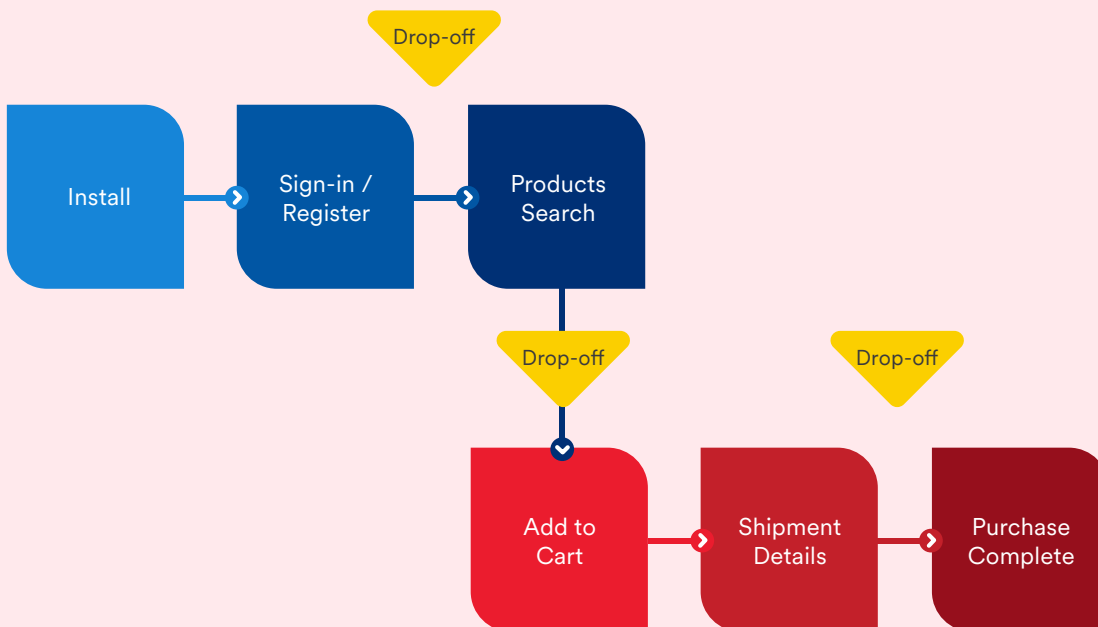 Drop-off
Install
Sign-in /
Register
Products
Search
Drop-off
Drop-off
Add to
Cart
Shipment
Details
Purchase
Complete